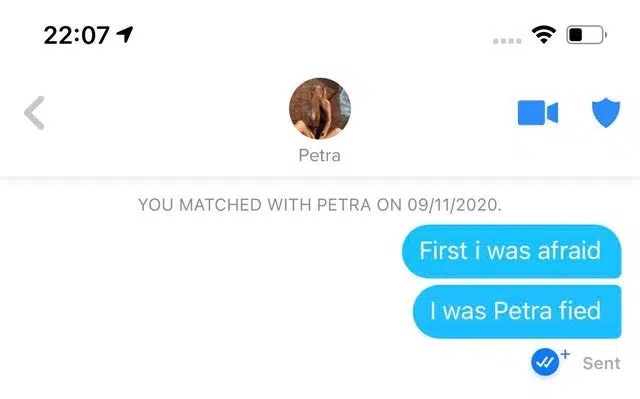 22:07
Petra
YOU MATCHED WITH PETRA ON 09/11/2020.
First i was afraid
I was Petra fied
Sent